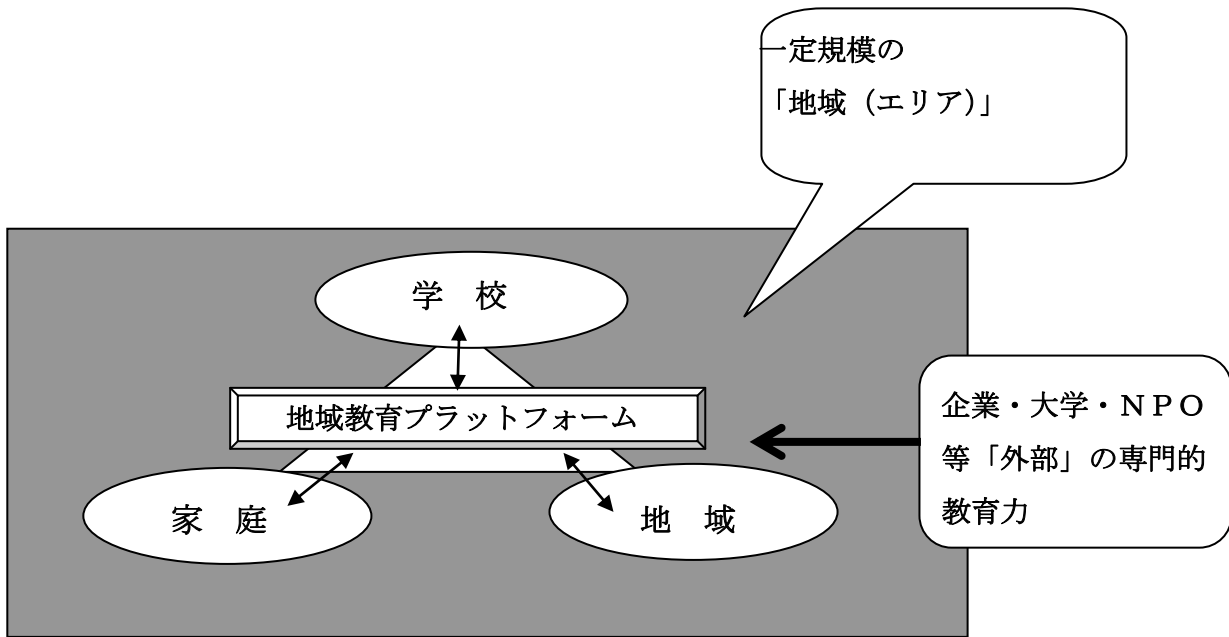 一定規模の
「地域（エリア）」
学　校
地域教育プラットフォーム
家　庭
地　域
企業・大学・ＮＰＯ
等「外部」の専門的
教育力